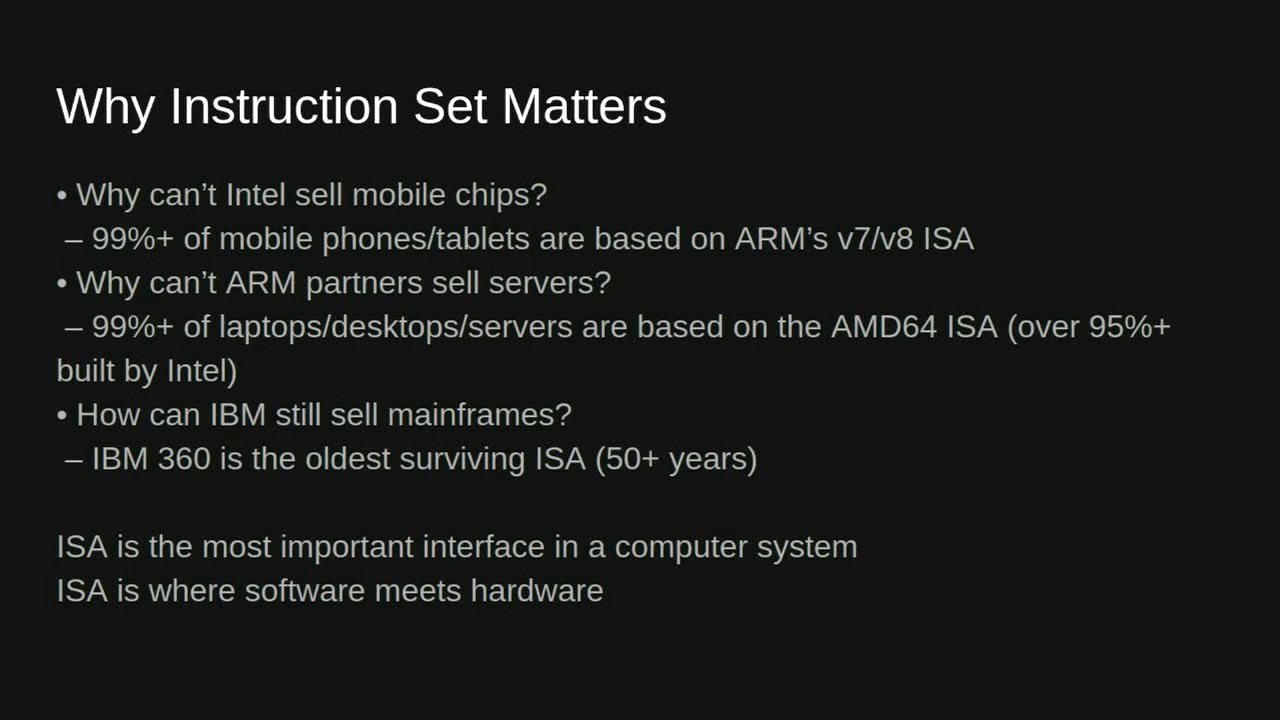 Why Instruction Set Matters
• Why can’t Intel sell mobile chips?
– 99%+ of mobile phones/tablets are based on ARM’s v7/v8 ISA
• Why can’t ARM partners sell servers?
– 99%+ of laptops/desktops/servers are based on the AMD64 ISA (over 95%+
built by Intel)
• How can IBM still sell mainframes?
– IBM 360 is the oldest surviving ISA (50+ years)
ISA is the most important interface in a computer system
ISA is where software meets hardware